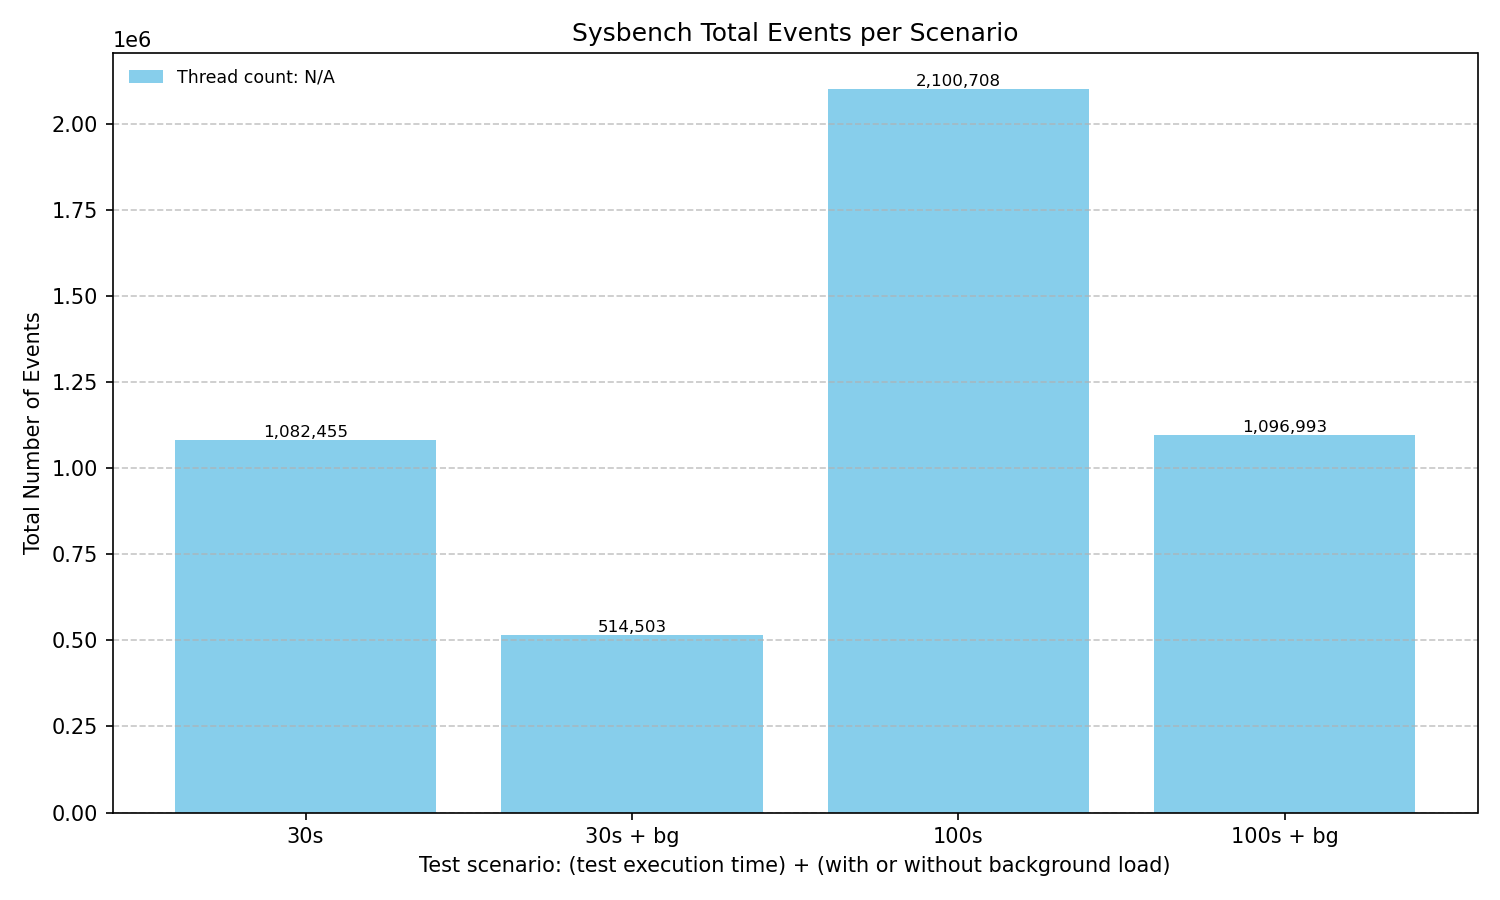 Sysbench Total Events per Scenario
1e6
Thread count: N/A
2,100,708
2.00
1.75
1.50
1.25
1,082,455
1,096,993
1.00
0.75
514,503
0.50
0.25
0.00
Total Number of Events
30s
30s + bg
100s
100s + bg
Test scenario: (test execution time) + (with or without background load)